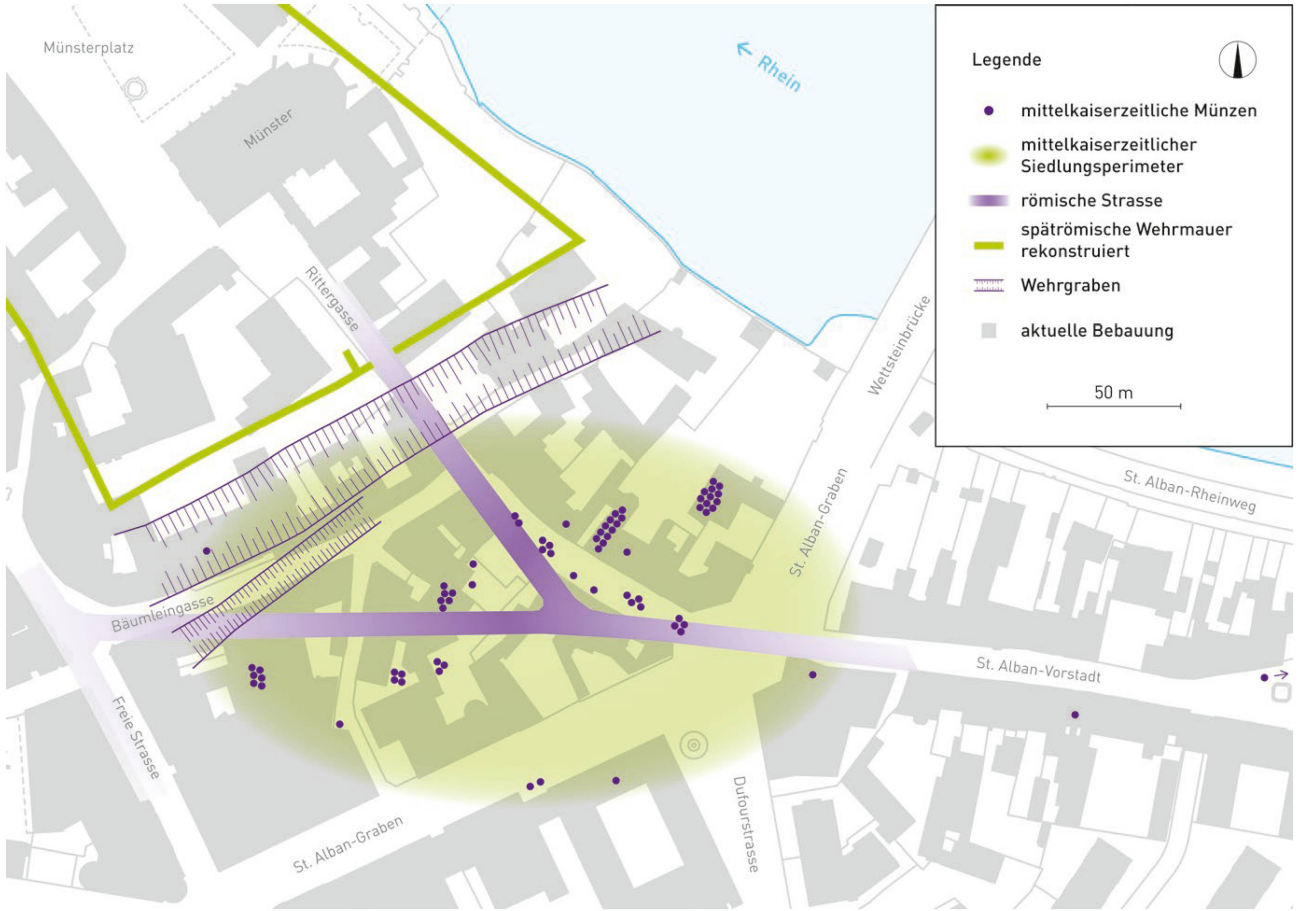 Münsterplatz
Münster
← Rhein
Rittergasse
Wettsteinbrücke
St. Alban-Rheinweg
St. Alban-Graben
Bäumleingasse
St. Alban-Vorstadt
Freie Strasse
Dufourstrasse
St. Alban-Graben
Legende
mittelkaiserzeitliche Münzen
mittelkaiserzeitlicher
Siedlungsperimeter
römische Strasse
spätrömische Wehrmauer
rekonstruiert
Wehrgraben
aktuelle Bebauung
50 m